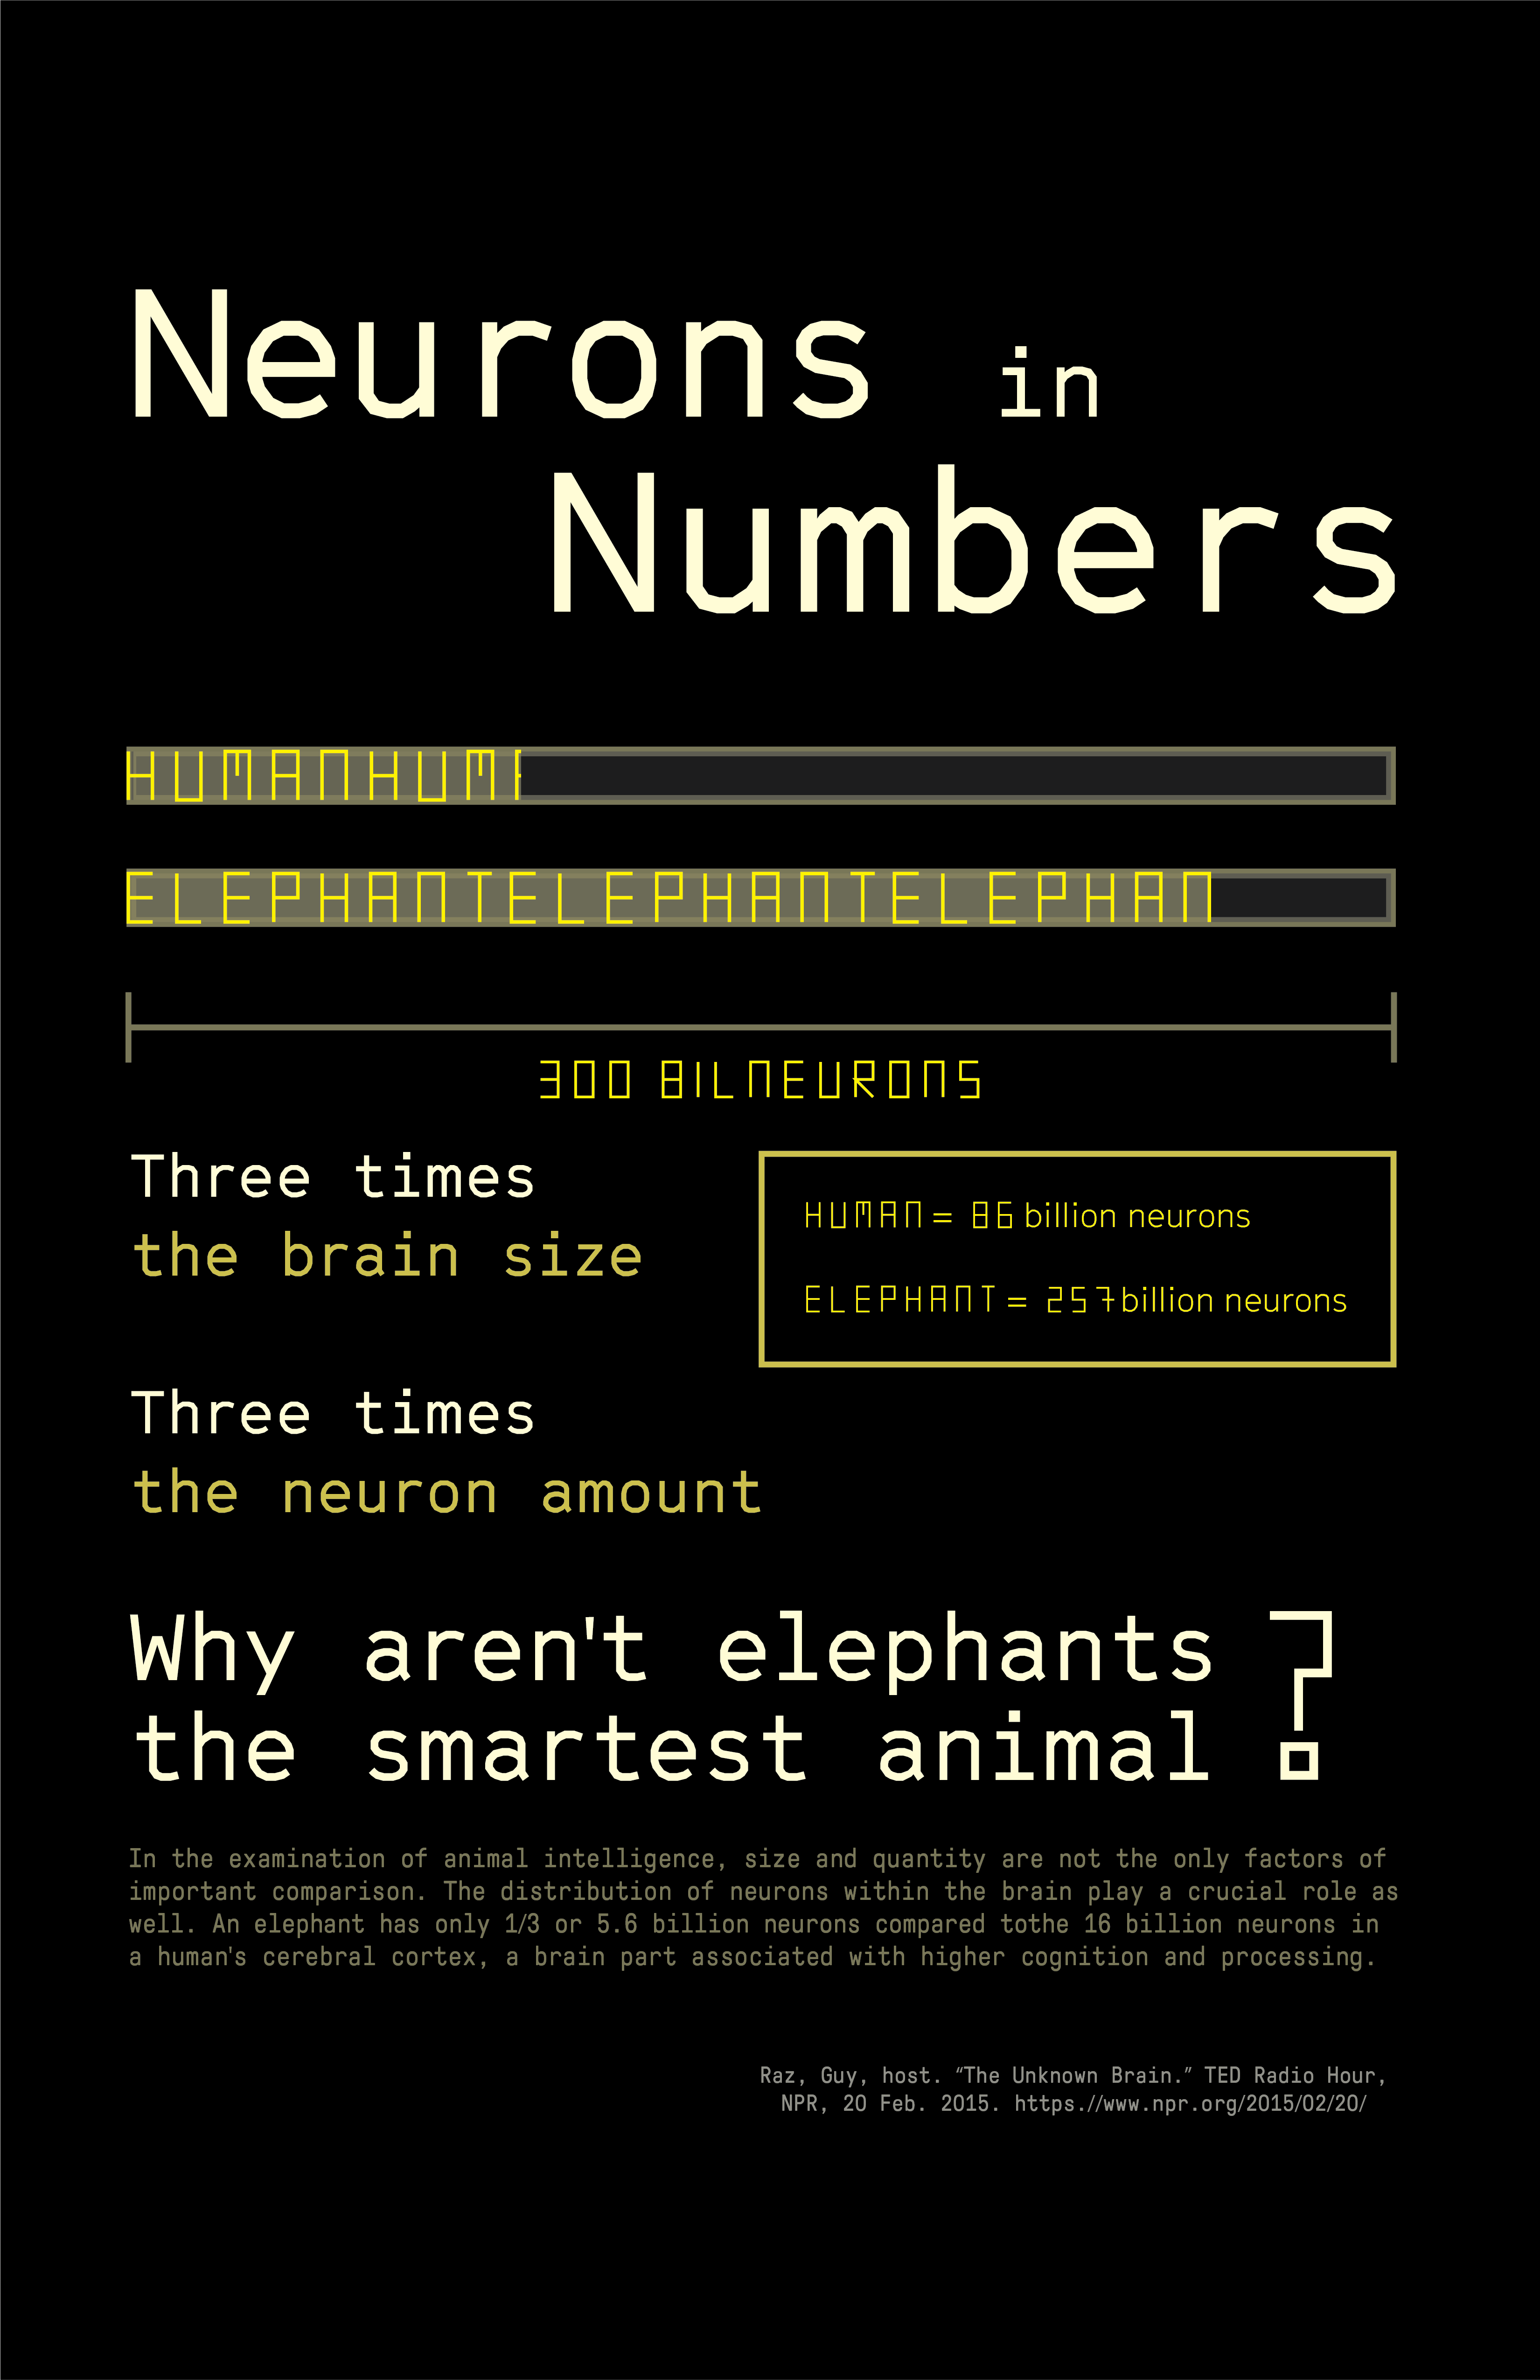 Neurons in
Numbers
HUMANHUM
ELEPHANTELEPHANTELEPHAN
300 BILNEURONS
Three times
the brain size
HUMAN = 86 billion neurons
ELEPHANT = 257 billion neurons
Three times
the neuron amount
Why aren't elephants
the smartest animal ?
In the examination of animal intelligence, size and quantity are not the only factors of
important comparison. The distribution of neurons within the brain play a crucial role as
well. An elephant has only 1/3 or 5.6 billion neurons compared tothe 16 billion neurons in
a human's cerebral cortex, a brain part associated with higher cognition and processing.
Raz, Guy, host. “The Unknown Brain.” TED Radio Hour,
NPR, 20 Feb. 2015. https.//www.npr.org/2015/02/20/